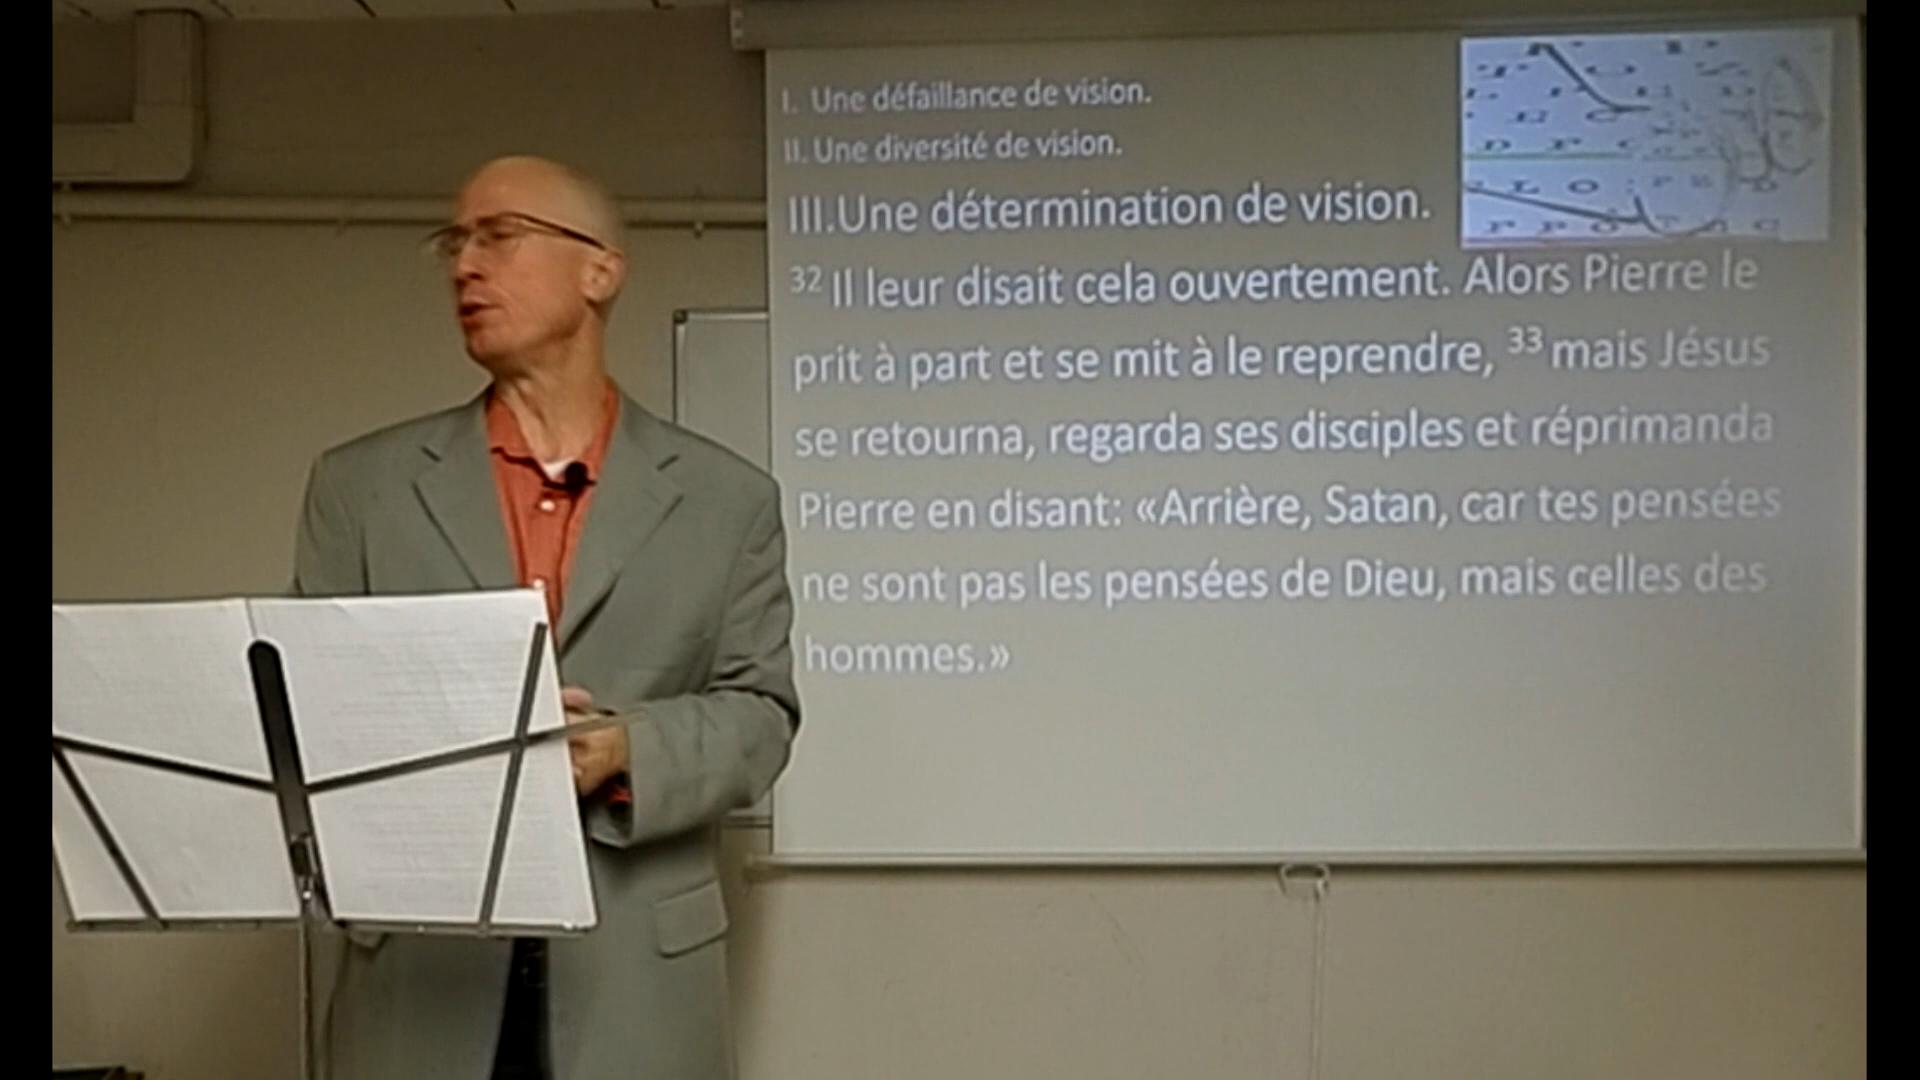 I. Une défaillance de vision.
II. Une diversité de vision.
III.Une détermination de vision.
32 Il leur disait cela ouvertement. Alors Pierre le
prit à part et se mit à le reprendre, 33 mais Jésus
se retourna, regarda ses disciples et réprimanda
Pierre en disant: «Arrière, Satan, car tes pensées
ne sont pas les pensées de Dieu, mais celles des
hommes.»